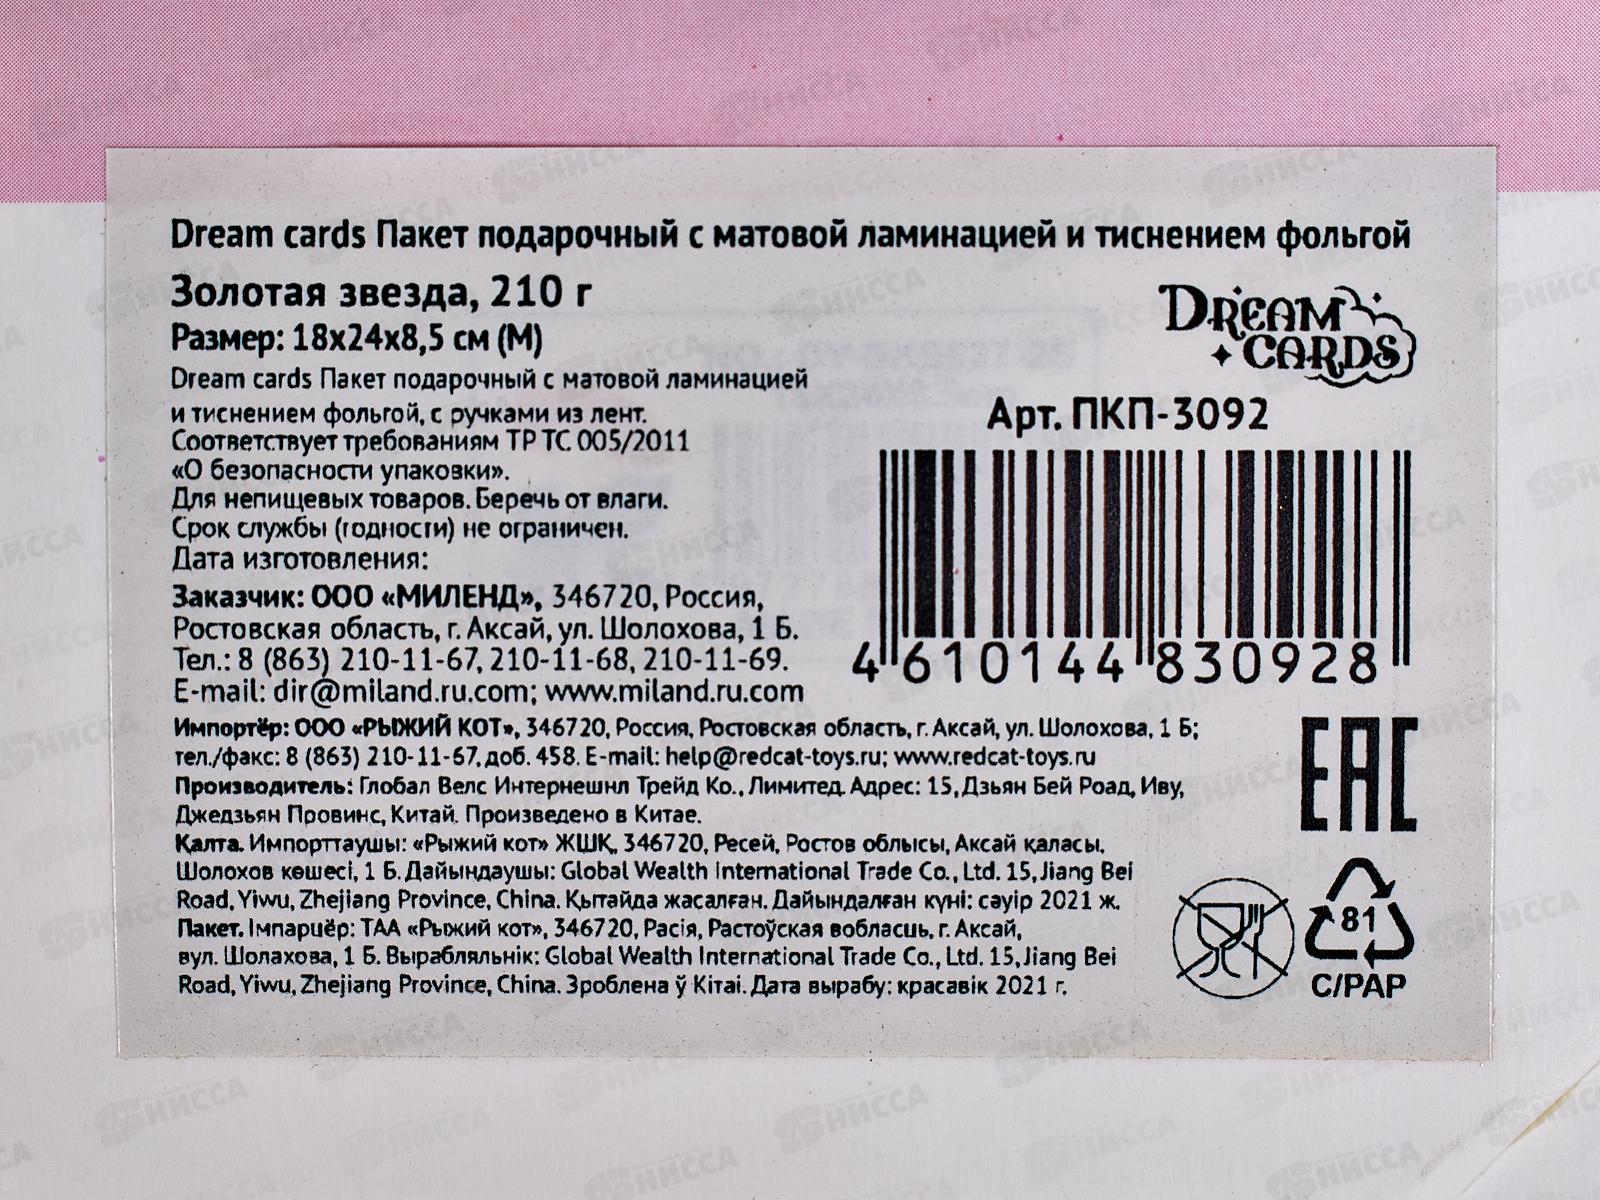 Dream cards Пакет подарочный с матовой ламинацией и тиснением фольгой
Золотая звезда, 210 г
Размер: 18х24х8,5 см (М)
Dream cards Пакет подарочный с матовой ламинацией
и тиснением фольгой, с ручками из лент.
Соответствует требованиям ТР ТС 005/2011
«О безопасности упаковки».
Для непищевых товаров. Беречь от влаги.
Срок службы (годности) не ограничен.
Дата изготовления:
Заказчик: ООО «МИЛЕНД», 346720, Россия,
Ростовская область, г. Аксай, ул. Шолохова, 1 Б.
Тел.: 8 (863) 210-11-67, 210-11-68, 210-11-69.
E-mail: dir@miland.ru.com; www.miland.ru.com
DREAM
CARDS
Арт. ПКП-3092
4 610144 830928
Импортёр: ООО «РЫЖИЙ КОТ», 346720, Россия, Ростовская область, г. Аксай, ул. Шолохова, 1 Б;
тел./факс: 8 (863) 210-11-67, доб. 458. E-mail: help@redcat-toys.ru; www.redcat-toys.ru
Производитель: Глобал Велс Интернешнл Трейд Ко., Лимитед. Адрес: 15, Дзьян Бей Роад, Иву,
Джедзьян Провинс, Китай. Произведено в Китае.
Қалта. Импорттаушы: «Рыжий кот» ЖШҚ, 346720, Ресей, Ростов облысы, Аксай қаласы,
Шолохов көшесі, 1 Б. Дайындаушы: Global Wealth International Trade Co., Ltd. 15, Jiang Bei
Road, Yiwu, Zhejiang Province, China. Қытайда жасалған. Дайындалған күні: сәуір 2021 ж.
Пакет. Імпарцёр: ТАА «Рыжий кот», 346720, Расія, Растоўская вобласць, г. Аксай,
вул. Шолахова, 1 Б. Вырабляльнік: Global Wealth International Trade Co., Ltd. 15, Jiang Bei
Road, Yiwu, Zhejiang Province, China. Зроблена ў Кітаі. Дата вырабу: красавік 2021 г.
ЕАС
81
C/PAP
НИССА